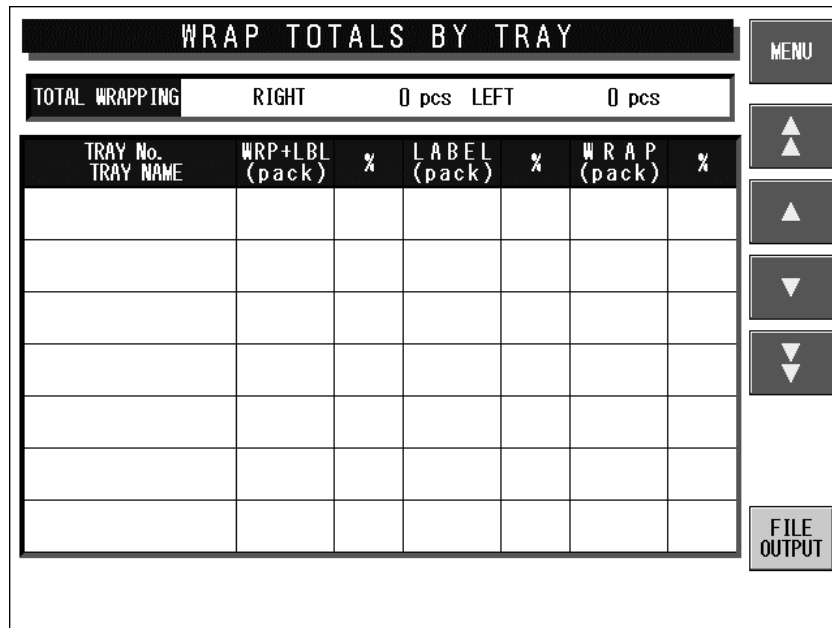 WRAP TOTALS BY TRAY
MENU
TOTAL WRAPPING RIGHT 0 pcs LEFT 0 pcs
TRAY No. TRAY NAME
WRP+LBL (pack)
%
LABEL (pack)
%
WRAP (pack)
%
FILE OUTPUT